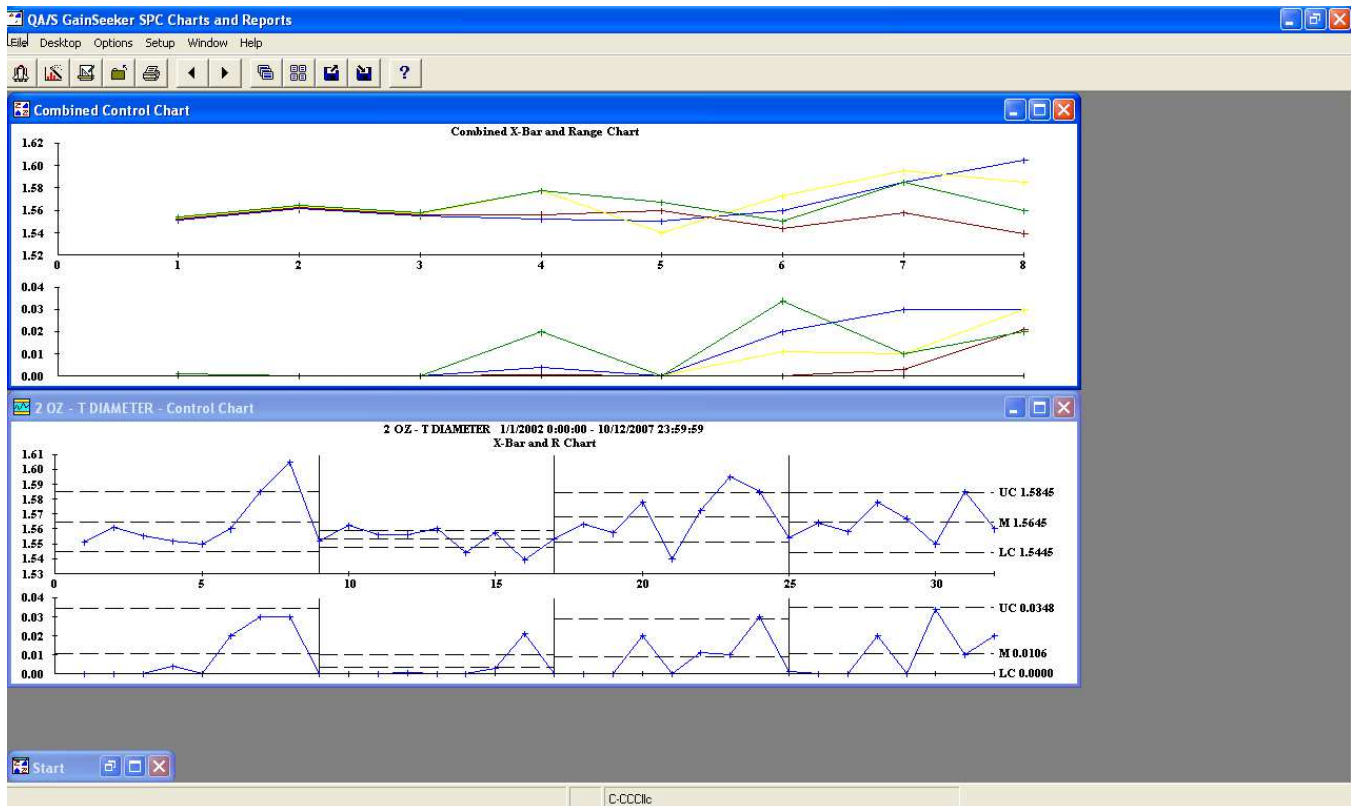 QA/S GainSeeker SPC Charts and Reports
File Desktop Options Setup Window Help
?
Combined Control Chart
Combined X-Bar and Range Chart
1.62
1.60
1.58
1.56
1.54
1.52
0 1 2 3 4 5 6 7 8
0.04
0.03
0.02
0.01
0.00
2 OZ - T DIAMETER - Control Chart
2 OZ - T DIAMETER 1/1/2002 0:00:00 - 10/12/2007 23:59:59
X-Bar and R Chart
1.61
1.60
1.59
1.58
1.57
1.56
1.55
1.54
1.53
UC 1.5845
M 1.5645
LC 1.5445
0 5 10 15 20 25 30
0.04
0.03
0.02
0.01
0.00
UC 0.0348
M 0.0106
LC 0.0000
Start
C-CCCllc